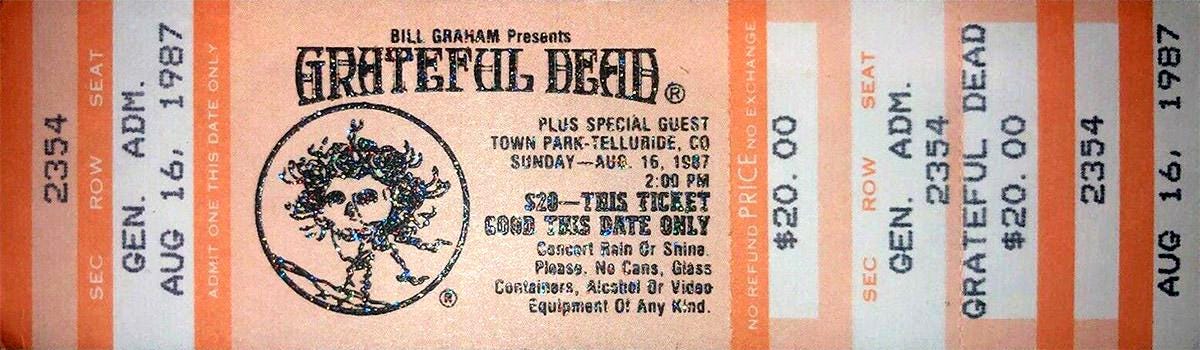 2354
SEC ROW SEAT
GEN. ADM.
AUG 16, 1987
ADMIT ONE THIS DATE ONLY
BILL GRAHAM Presents
GRATEFUL DEAD®
PLUS SPECIAL GUEST
TOWN PARK-TELLURIDE, CO
SUNDAY—AUG. 16, 1987
2:00 PM
$20—THIS TICKET
GOOD THIS DATE ONLY
Concert Rain Or Shine.
Please, No Cans, Glass
Containers, Alcohol Or Video
Equipment Of Any Kind.
®
NO REFUND PRICE NO EXCHANGE
$20.00
SEC ROW SEAT
GEN. ADM.
2354
GRATEFUL DEAD
$20.00
2354
AUG 16, 1987